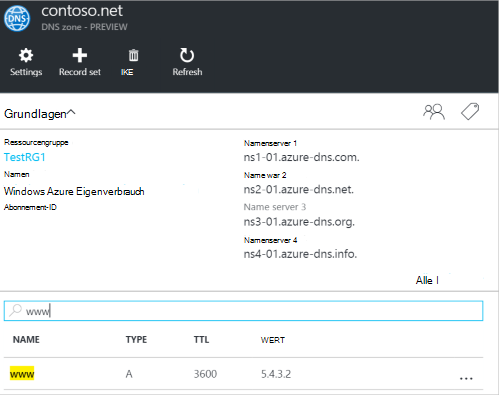 DNS
contoso.net
DNS zone - PREVIEW
Settings
Record set
IKE
Refresh
Grundlagen
Ressourcengruppe
TestRG1
Namen
Windows Azure Eigenverbrauch
Abonnement-ID
Namenserver 1
ns1-01.azure-dns.com.
Name war 2
ns2-01.azure-dns.net.
Name server 3
ns3-01.azure-dns.org.
Namenserver 4
ns4-01.azure-dns.info.
Alle I
www
NAME TYPE TTL WERT
www A 3600 5.4.3.2 ...